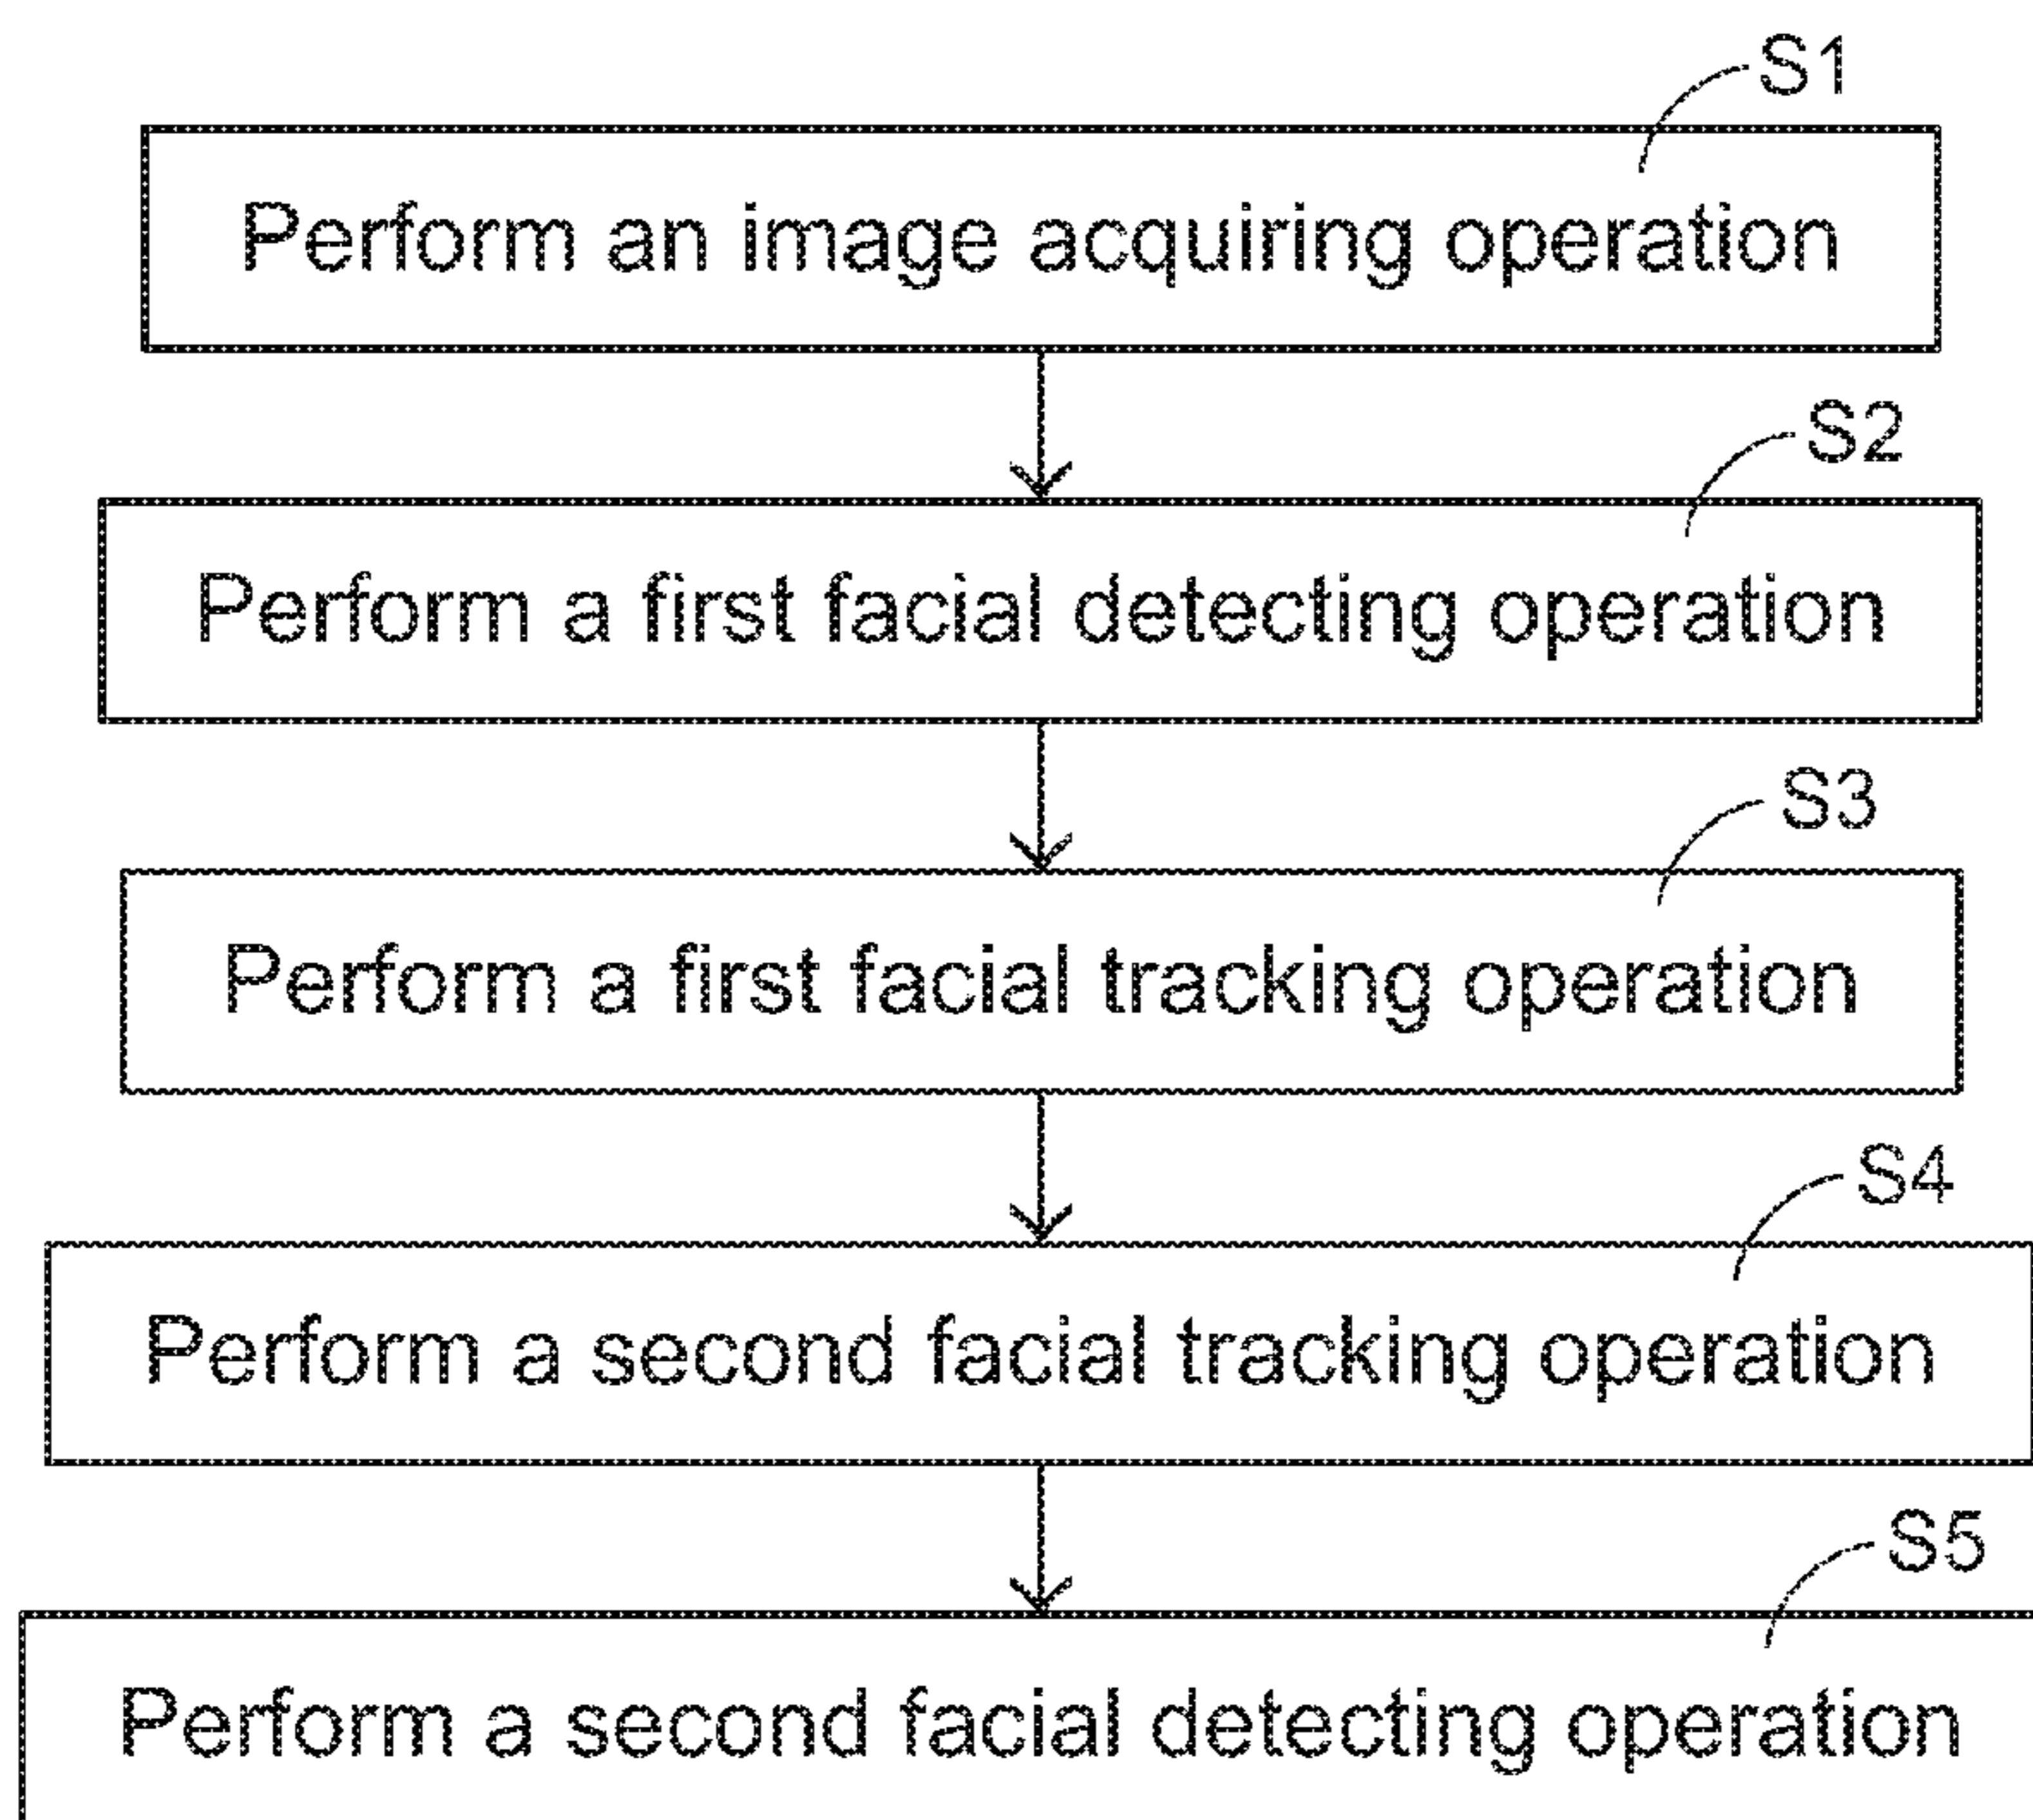 S1
Perform an image acquiring operation
S2
Perform a first facial detecting operation
S3
Perform a first facial tracking operation
S4
Perform a second facial tracking operation
S5
Perform a second facial detecting operation